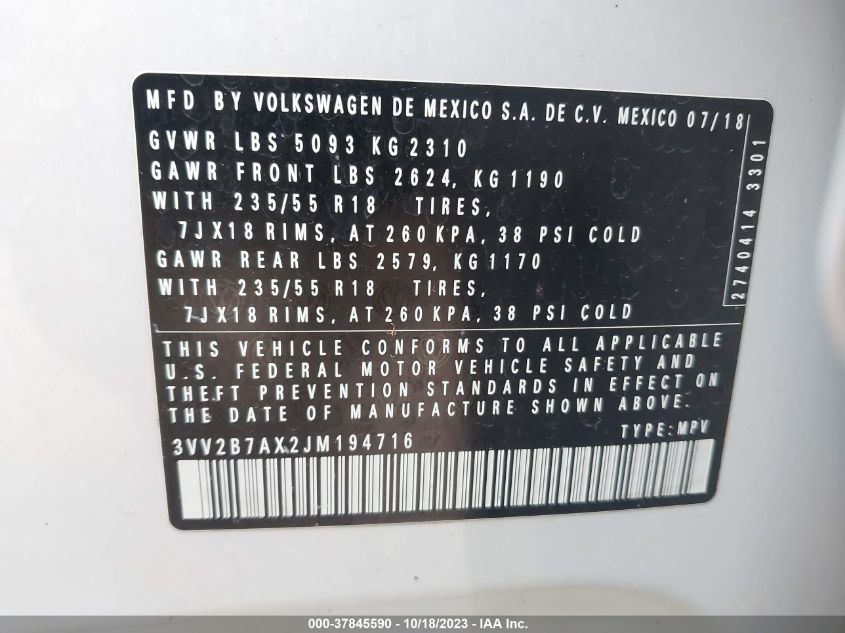 MFD BY VOLKSWAGEN DE MEXICO S.A. DE C.V. MEXICO 07/18
GVWR LBS 5093 KG 2310
GAWR FRONT LBS 2624, KG 1190
WITH 235/55 R18 TIRES,
7JX18 RIMS, AT 260 KPA, 38 PSI COLD
GAWR REAR LBS 2579, KG 1170
WITH 235/55 R18 TIRES,
7JX18 RIMS, AT 260 KPA, 38 PSI COLD
2740414 3301
THIS VEHICLE CONFORMS TO ALL APPLICABLE
U.S. FEDERAL MOTOR VEHICLE SAFETY AND
THEFT PREVENTION STANDARDS IN EFFECT ON
THE DATE OF MANUFACTURE SHOWN ABOVE.
3VV2B7AX2JM194716 TYPE: MPV
000-37845590 - 10/18/2023 - IAA Inc.